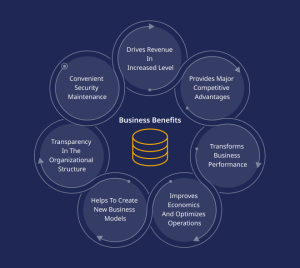 Drives Revenue
In
Increased Level
Provides Major
Competitive
Advantages
Transforms
Business
Performance
Improves
Economics
And Optimizes
Operations
Helps To Create
New Business
Models
Transparency
In The
Organizational
Structure
Convenient
Security
Maintenance
Business Benefits